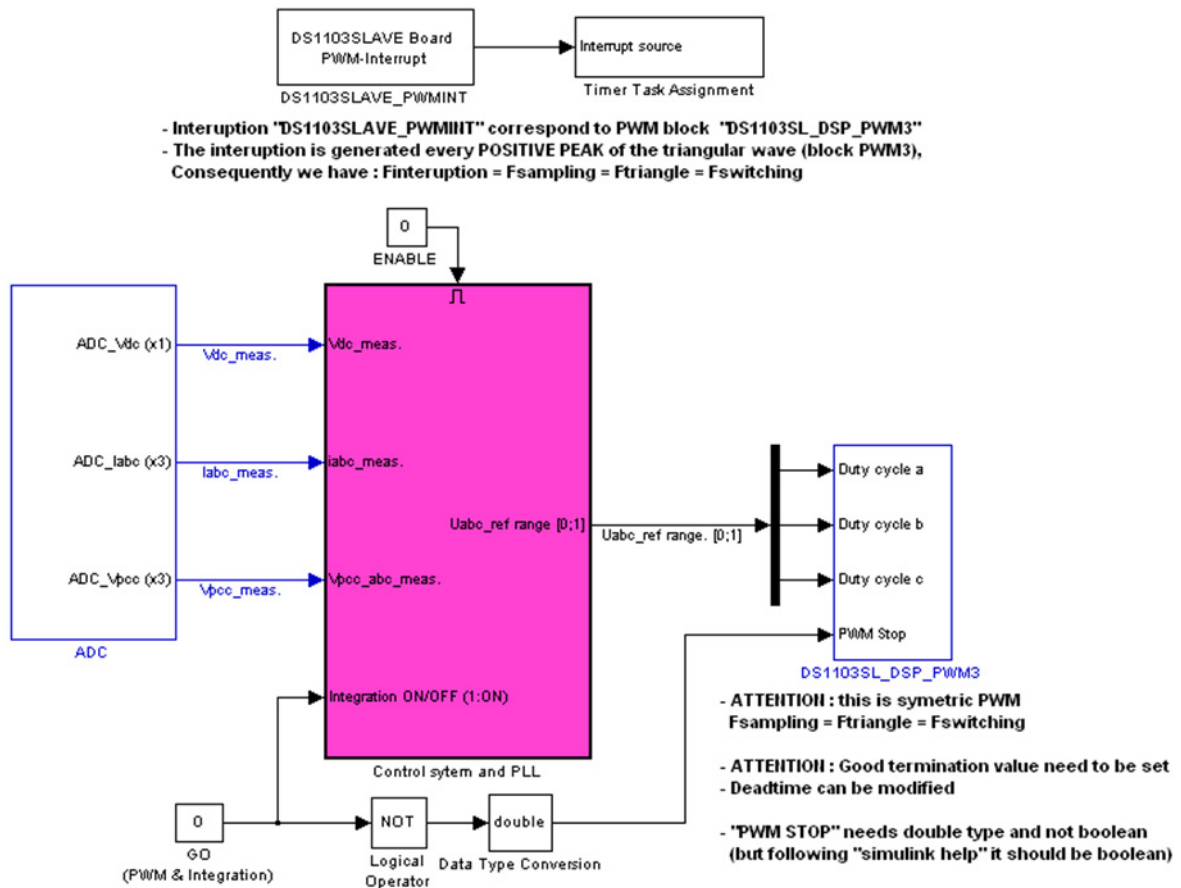 DS1103SLAVE Board
PWM-Interrupt
DS1103SLAVE_PWMINT
Interrupt source
Timer Task Assignment
- Interuption "DS1103SLAVE_PWMINT" correspond to PWM block "DS1103SL_DSP_PWM3"
- The interuption is generated every POSITIVE PEAK of the triangular wave (block PWM3),
Consequently we have : Finteruption = Fsampling = Ftriangle = Fswitching
0
ENABLE
ADC_Vdc (x1)
Vdc_meas.
Vdc_meas.
ADC_Iabc (x3)
Iabc_meas.
iabc_meas.
ADC_Vpcc (x3)
Vpcc_meas.
Vpcc_abc_meas.
ADC
Uabc_ref range [0;1]
Uabc_ref range. [0;1]
Integration ON/OFF (1:ON)
Control sytem and PLL
Duty cycle a
Duty cycle b
Duty cycle c
PWM Stop
DS1103SL_DSP_PWM3
- ATTENTION : this is symetric PWM
Fsampling = Ftriangle = Fswitching
- ATTENTION : Good termination value need to be set
- Deadtime can be modified
- "PWM STOP" needs double type and not boolean
(but following "simulink help" it should be boolean)
0
GO
(PWM & Integration)
NOT
Logical
Operator
double
Data Type Conversion